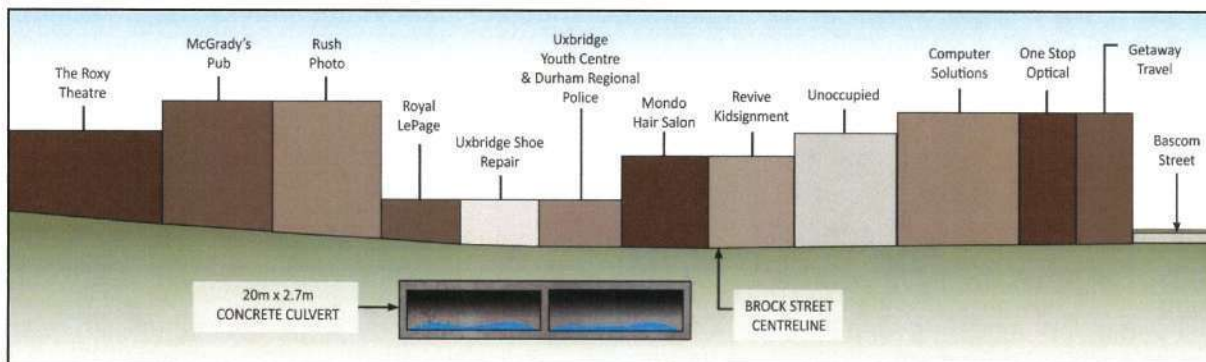 The Roxy
Theatre
McGrady's
Pub
Rush
Photo
Royal
LePage
Uxbridge Shoe
Repair
Uxbridge
Youth Centre
& Durham Regional
Police
Mondo
Hair Salon
Revive
Kidsignment
Unoccupied
Computer
Solutions
One Stop
Optical
Getaway
Travel
Bascom
Street
20m x 2.7m
CONCRETE CULVERT
BROCK STREET
CENTRELINE